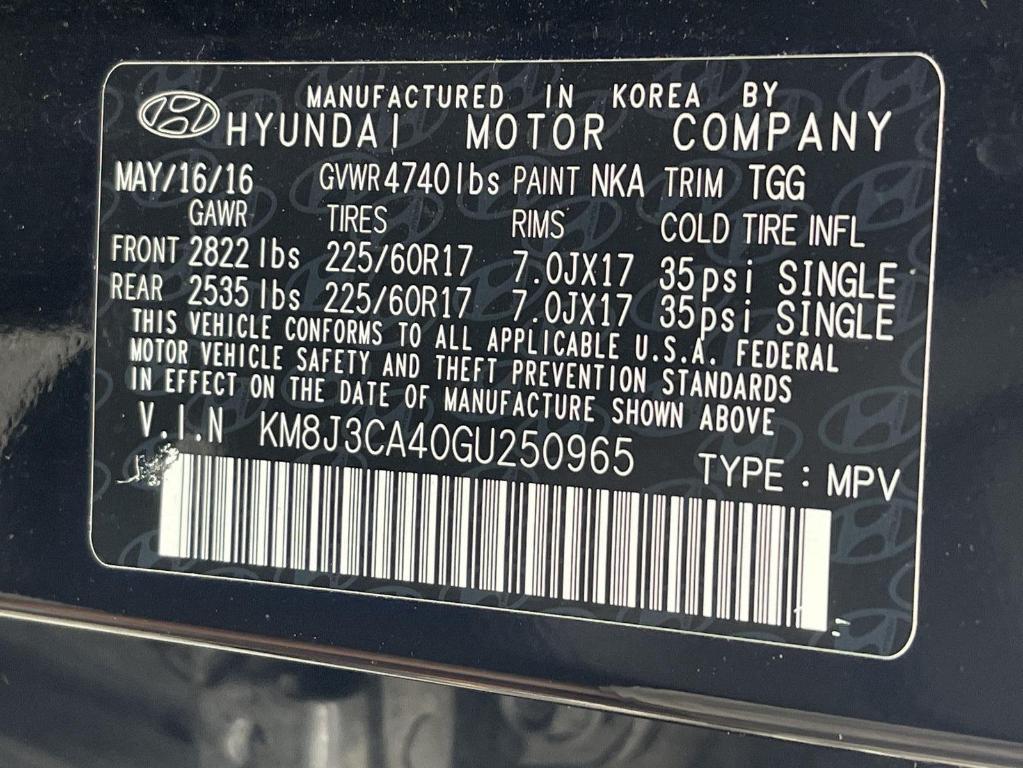 MANUFACTURED IN KOREA BY
HYUNDAI MOTOR COMPANY
MAY/16/16 GVWR 4740lbs PAINT NKA TRIM TGG
GAWR TIRES RIMS COLD TIRE INFL
FRONT 2822 lbs 225/60R17 7.0JX17 35psi SINGLE
REAR 2535 lbs 225/60R17 7.0JX17 35psi SINGLE
THIS VEHICLE CONFORMS TO ALL APPLICABLE U.S.A. FEDERAL
MOTOR VEHICLE SAFETY AND THEFT PREVENTION STANDARDS
IN EFFECT ON THE DATE OF MANUFACTURE SHOWN ABOVE
V.I.N KM8J3CA40GU250965 TYPE : MPV